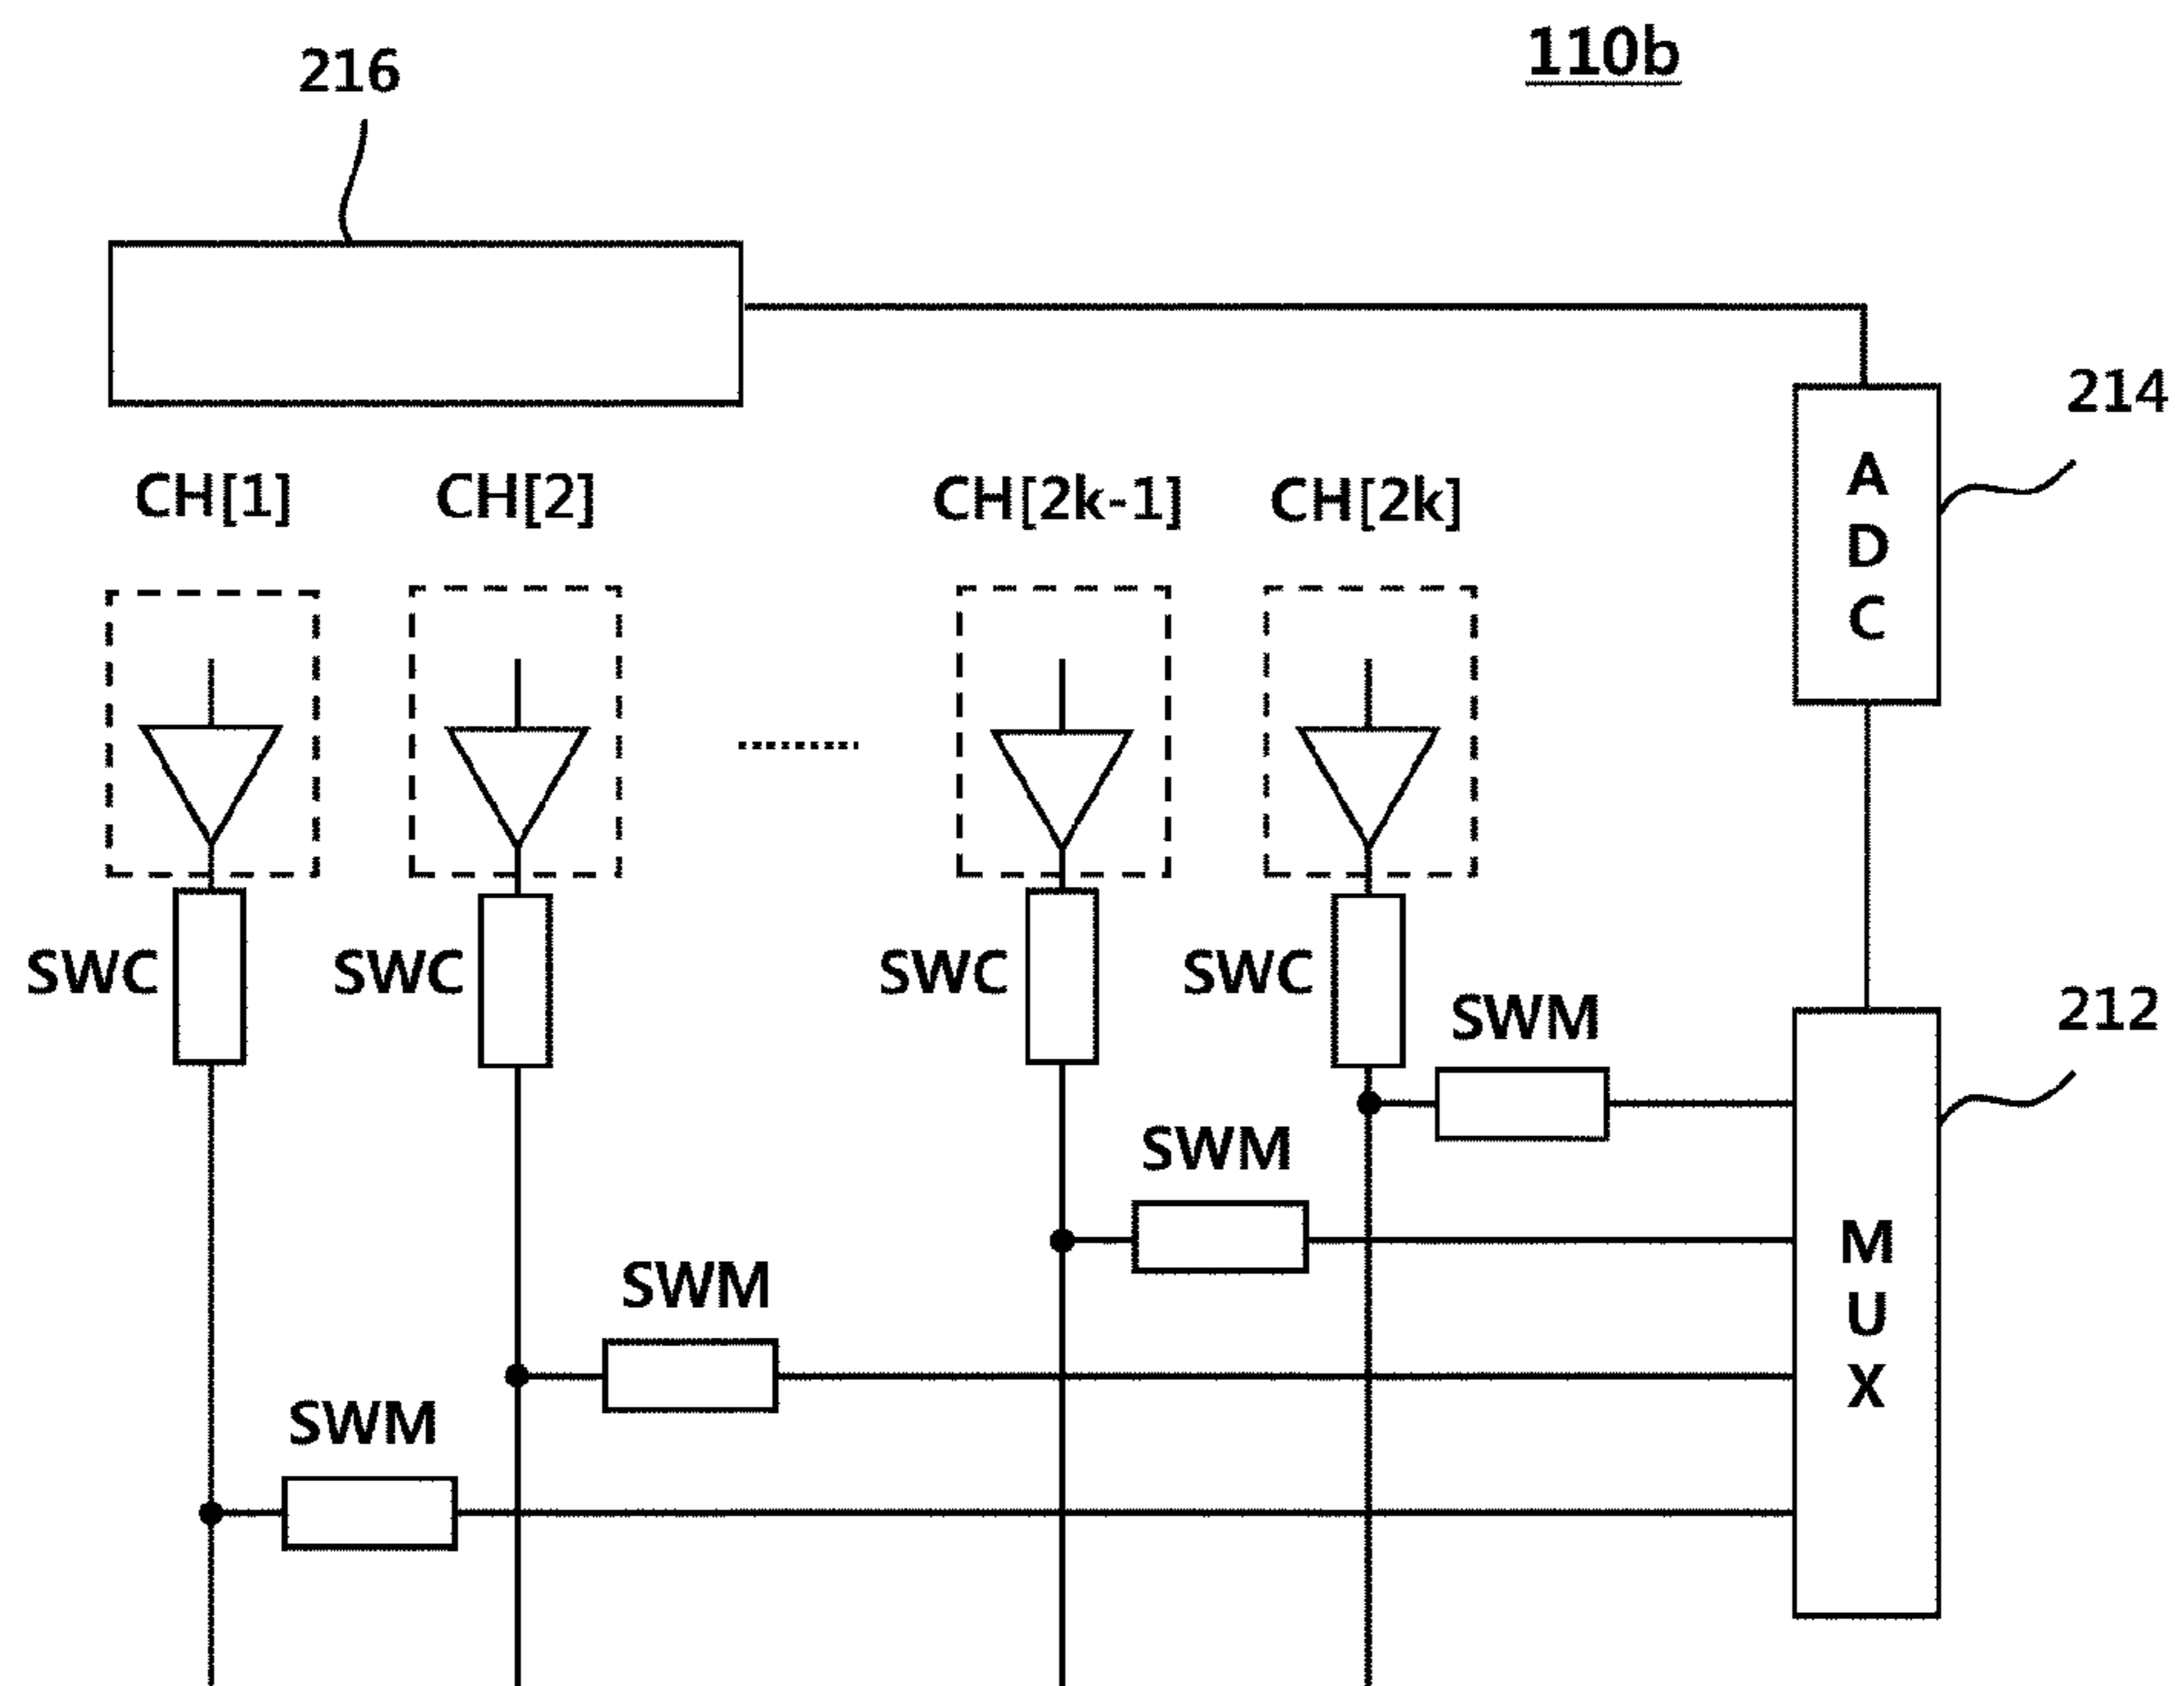 110b
216
214
CH[1] CH[2] CH[2k-1] CH[2k]
A
D
C
SWC SWC SWC SWC
SWM
212
SWM
SWM
SWM
M
U
X